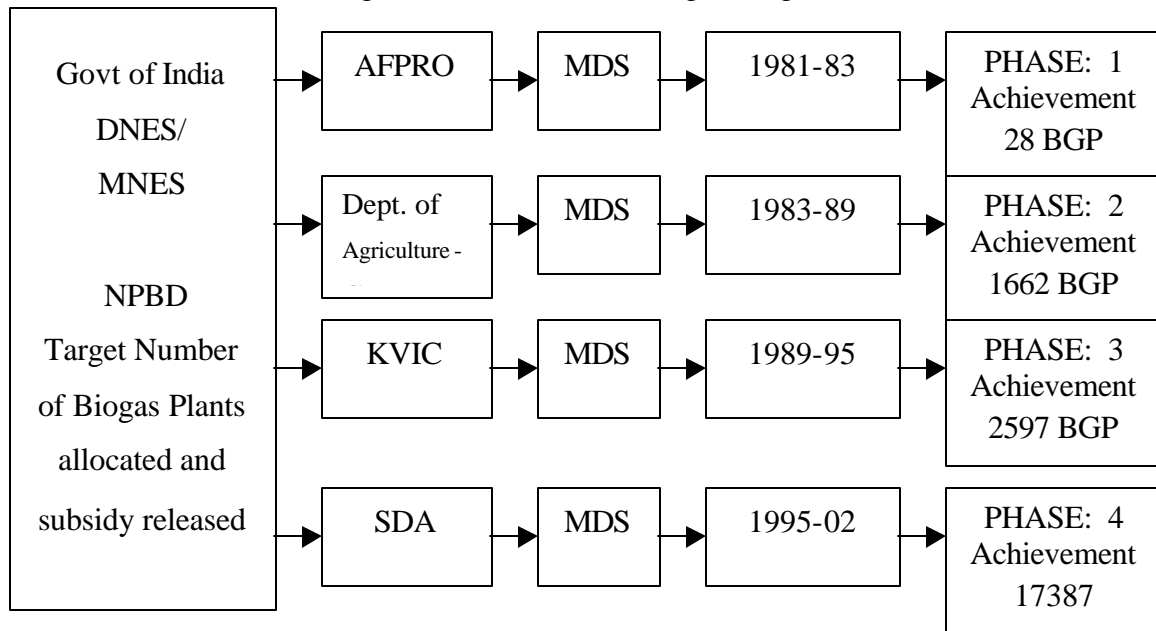 Govt of India
DNES/
MNES
NPBD
Target Number
of Biogas Plants
allocated and
subsidy released
AFPRO
MDS
1981-83
PHASE: 1
Achievement
28 BGP
Dept. of
Agriculture -
MDS
1983-89
PHASE: 2
Achievement
1662 BGP
KVIC
MDS
1989-95
PHASE: 3
Achievement
2597 BGP
SDA
MDS
1995-02
PHASE: 4
Achievement
17387